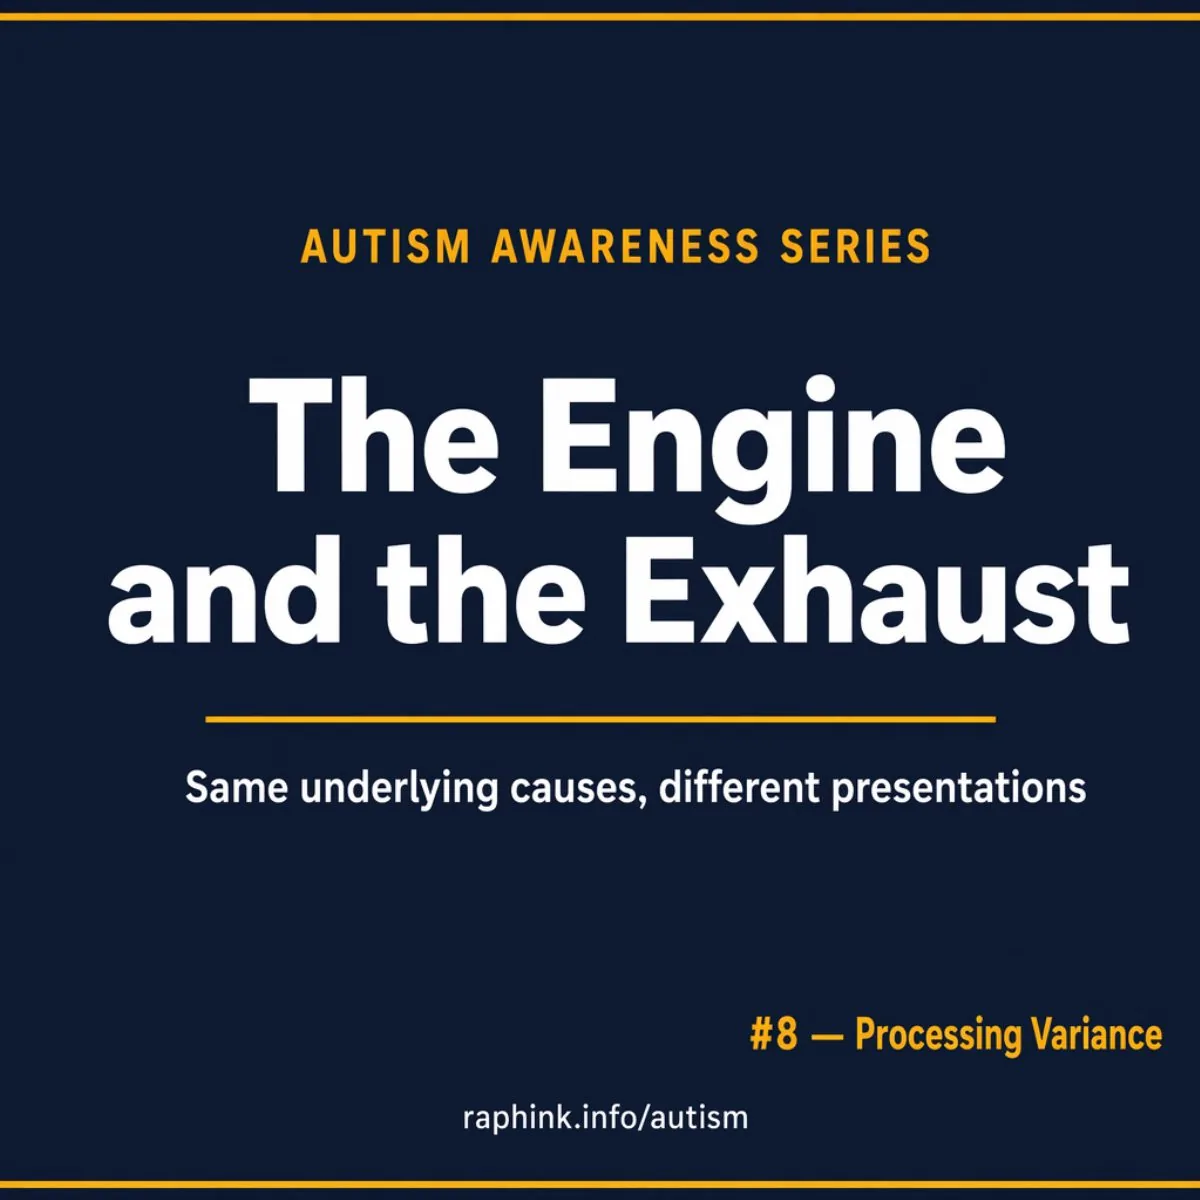 AUTISM AWARENESS SERIES
The Engine
and the Exhaust
Same underlying causes, different presentations
#8 — Processing Variance
raphink.info/autism